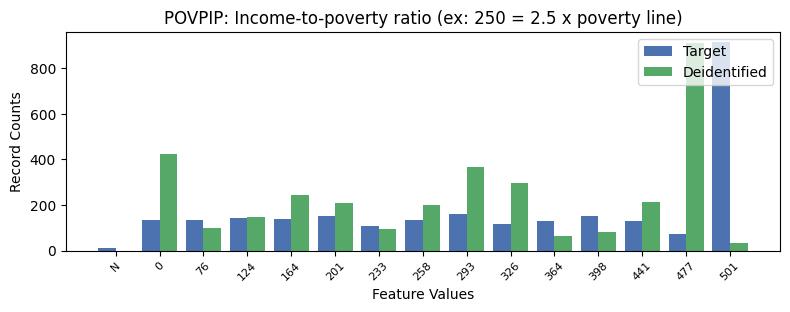 POVPIP: Income-to-poverty ratio (ex: 250 = 2.5 x poverty line)
Target
Deidentified
Record Counts
800
600
400
200
0
N 0 76 124 164 201 233 258 293 326 364 398 441 477 501
Feature Values